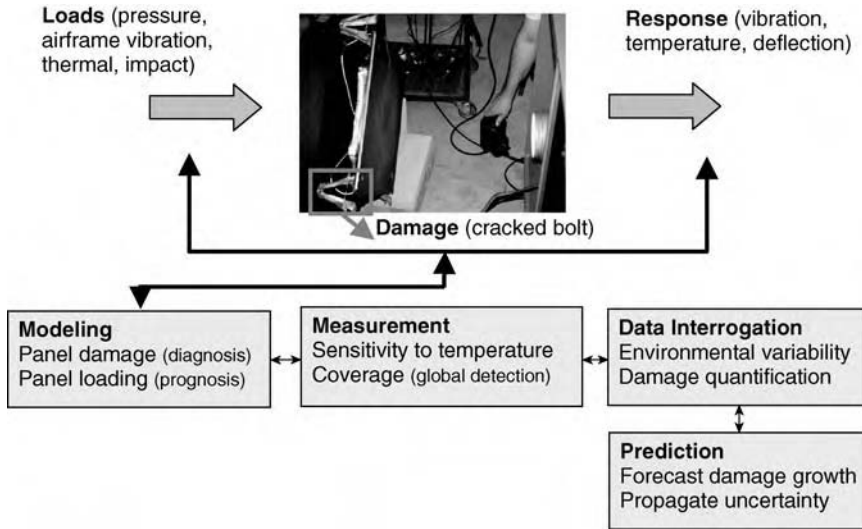 Loads (pressure,
airframe vibration,
thermal, impact)
Response (vibration,
temperature, deflection)
Damage (cracked bolt)
Modeling
Panel damage (diagnosis)
Panel loading (prognosis)
Measurement
Sensitivity to temperature
Coverage (global detection)
Data Interrogation
Environmental variability
Damage quantification
Prediction
Forecast damage growth
Propagate uncertainty